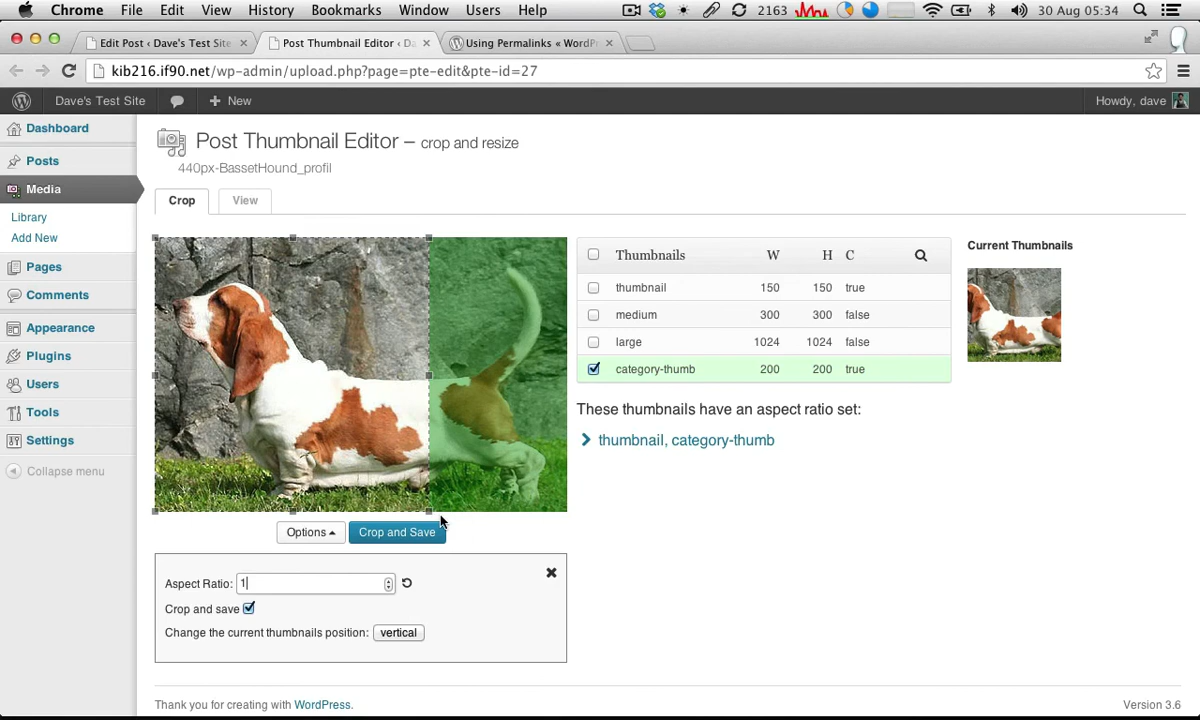 Chrome File Edit View History Bookmarks Window Users Help 2163 30 Aug 05:34
Edit Post ‹ Dave's Test Site Post Thumbnail Editor ‹ Da Using Permalinks « WordPr
kib216.if90.net/wp-admin/upload.php?page=pte-edit&pte-id=27
Dave's Test Site + New Howdy, dave
Dashboard
Posts
Media
Library
Add New
Pages
Comments
Appearance
Plugins
Users
Tools
Settings
Collapse menu
Post Thumbnail Editor – crop and resize
440px-BassetHound_profil
Crop View
Thumbnails W H C
thumbnail 150 150 true
medium 300 300 false
large 1024 1024 false
category-thumb 200 200 true
These thumbnails have an aspect ratio set:
thumbnail, category-thumb
Current Thumbnails
Options Crop and Save
Aspect Ratio: 1
Crop and save
Change the current thumbnails position: vertical
Thank you for creating with WordPress. Version 3.6